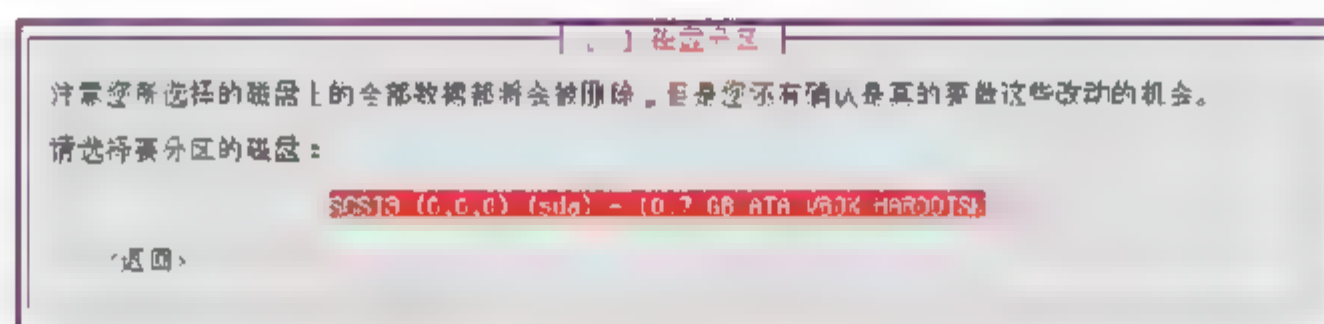 [!!] 磁盘分区
注意您所选择的磁盘上的全部数据都将会被删除，但是您还有确认是真的要做这些改动的机会。
请选择要分区的磁盘：
SCSI3 (0,0,0) (sda) - 10.7 GB ATA VBOX HARDDISK
<返回>